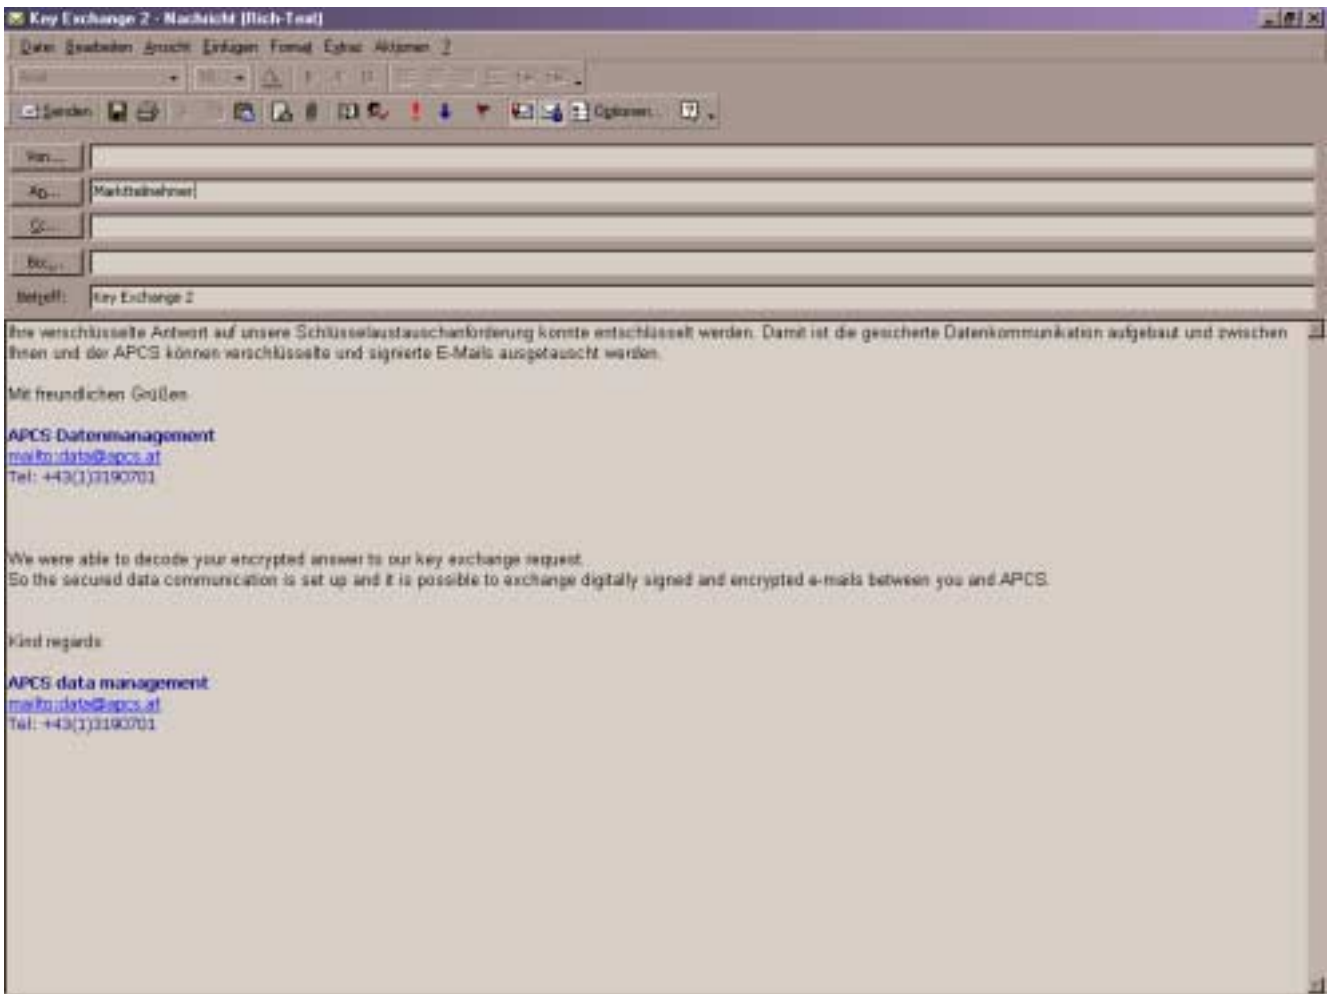 Key Exchange 2 - Nachricht (Rich-Text)
Datei Bearbeiten Ansicht Einfügen Format Extras Aktionen ?
Arial 10
Senden Optionen...
Von...
An... Marktteilnehmer
Cc...
Bcc...
Betreff: Key Exchange 2
Ihre verschlüsselte Antwort auf unsere Schlüsselaustauschanforderung konnte entschlüsselt werden. Damit ist die gesicherte Datenkommunikation aufgebaut und zwischen
Ihnen und der APCS können verschlüsselte und signierte E-Mails ausgetauscht werden.
Mit freundlichen Grüßen
APCS Datenmanagement
mailto:data@apcs.at
Tel: +43(1)3190701
We were able to decode your encrypted answer to our key exchange request.
So the secured data communication is set up and it is possible to exchange digitally signed and encrypted e-mails between you and APCS.
Kind regards
APCS data management
mailto:data@apcs.at
Tel: +43(1)3190701